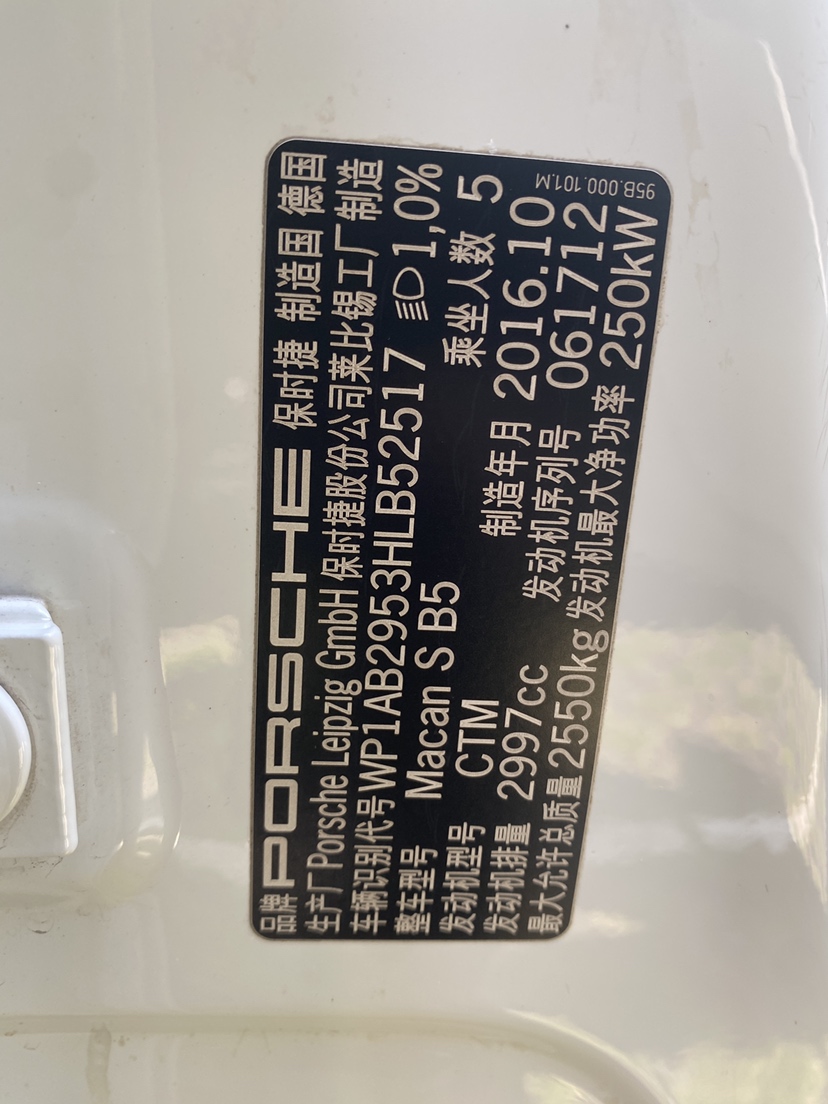 品牌 PORSCHE 保时捷 制造国 德国
生产厂 Porsche Leipzig GmbH 保时捷股份公司莱比锡工厂 制造
车辆识别代号 WP1AB2953HLB52517 1,0%
整车型号 Macan S B5 乘坐人数 5
发动机型号 CTM 制造年月 2016.10
发动机排量 2997cc 发动机序列号 061712
最大允许总质量 2550kg 发动机最大净功率 250kW
95B.000.101.M